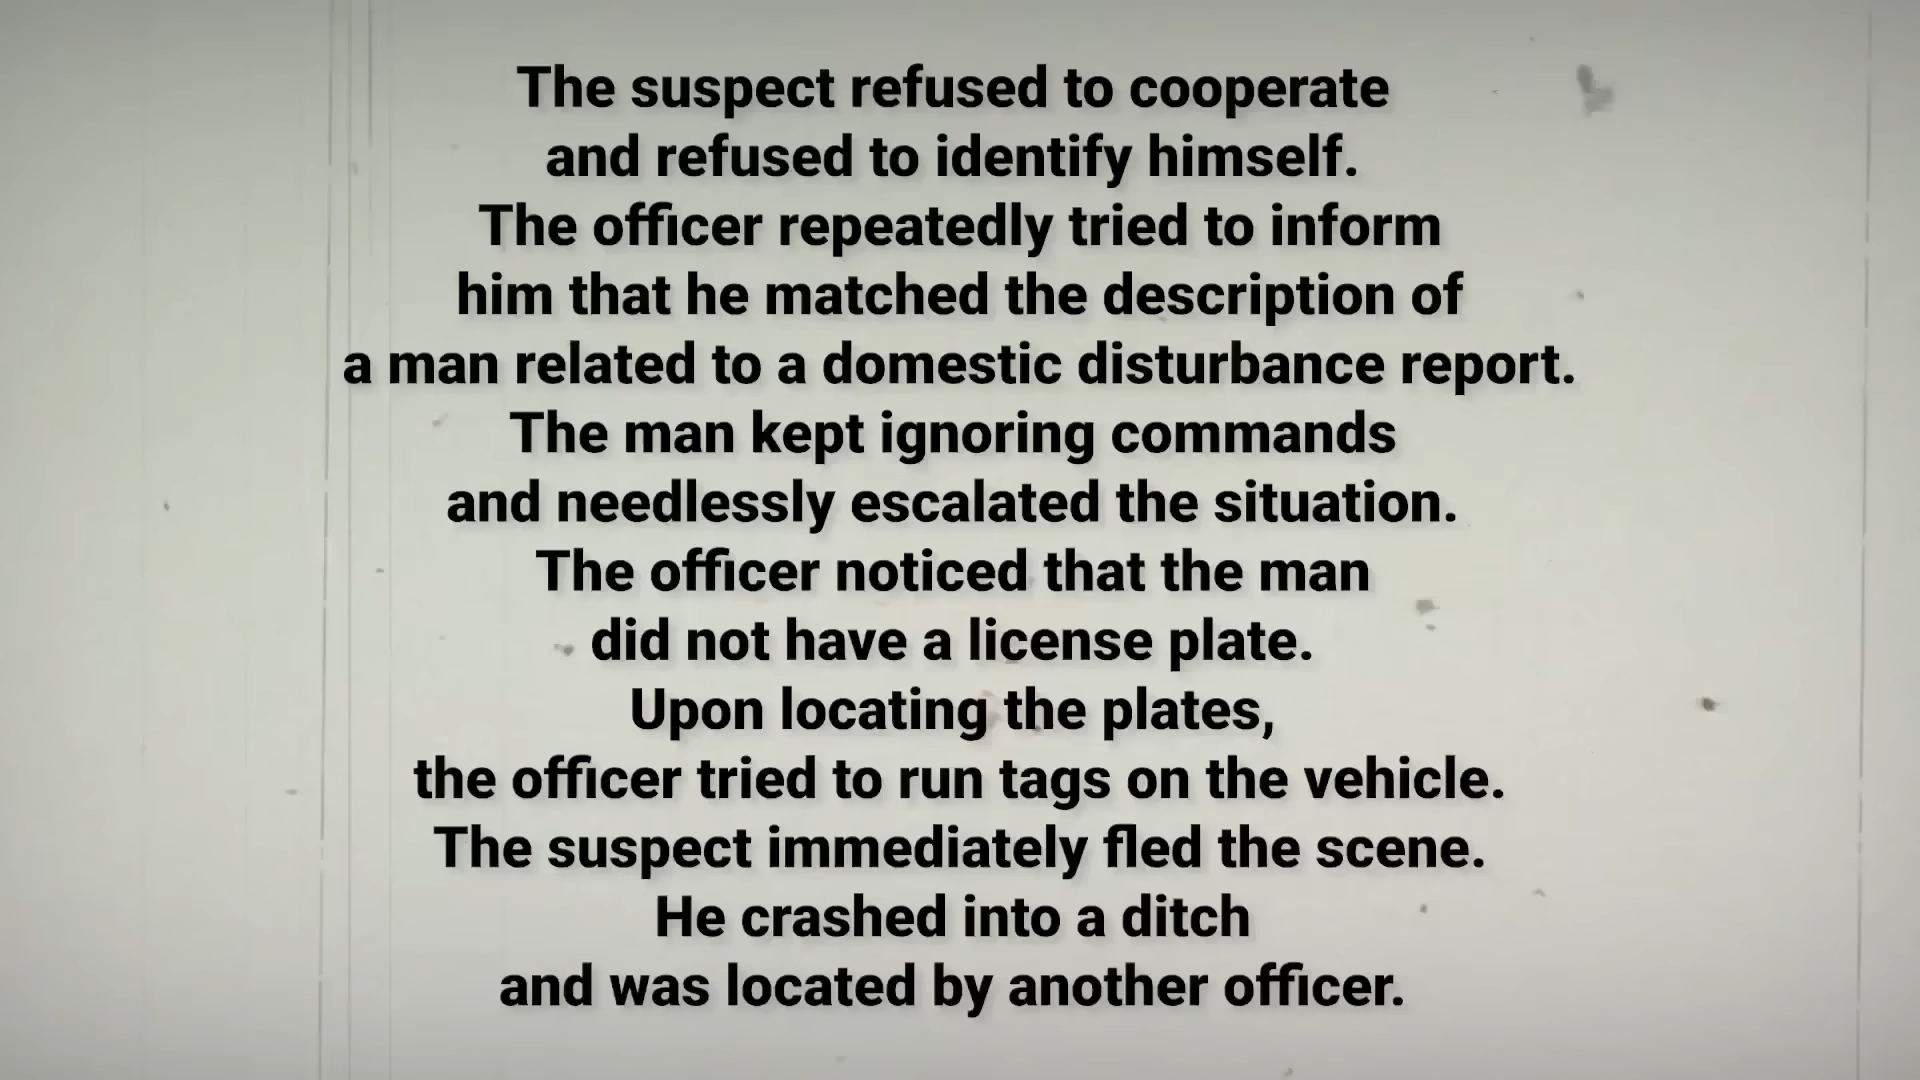 The suspect refused to cooperate
and refused to identify himself.
The officer repeatedly tried to inform
him that he matched the description of
a man related to a domestic disturbance report.
The man kept ignoring commands
and needlessly escalated the situation.
The officer noticed that the man
did not have a license plate.
Upon locating the plates,
the officer tried to run tags on the vehicle.
The suspect immediately fled the scene.
He crashed into a ditch
and was located by another officer.